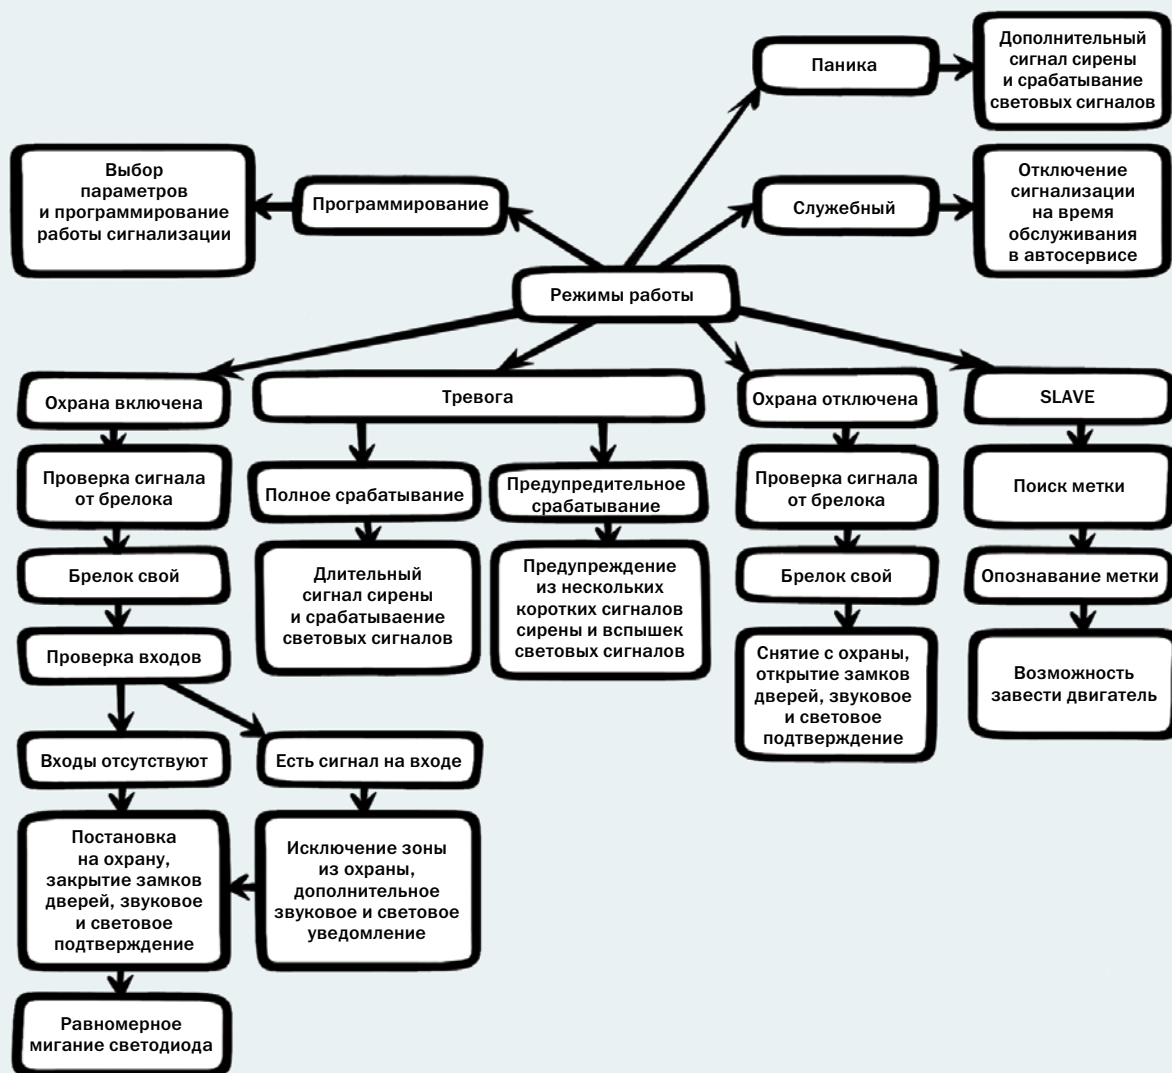 Паника
Дополнительный
сигнал сирены
и срабатывание
световых сигналов
Выбор
параметров
и программирование
работы сигнализации
Программирование
Служебный
Отключение
сигнализации
на время
обслуживания
в автосервисе
Режимы работы
Охрана включена
Тревога
Охрана отключена
SLAVE
Проверка сигнала
от брелока
Полное срабатывание
Предупредительное
срабатывание
Проверка сигнала
от брелока
Поиск метки
Брелок свой
Длительный
сигнал сирены
и срабатываение
световых сигналов
Предупреждение
из нескольких
коротких сигналов
сирены и вспышек
световых сигналов
Брелок свой
Опознавание метки
Проверка входов
Снятие с охраны,
открытие замков
дверей, звуковое
и световое
подтверждение
Возможность
завести двигатель
Входы отсутствуют
Есть сигнал на входе
Постановка
на охрану,
закрытие замков
дверей, звуковое
и световое
подтверждение
Исключение зоны
из охраны,
дополнительное
звуковое и световое
уведомление
Равномерное
мигание светодиода